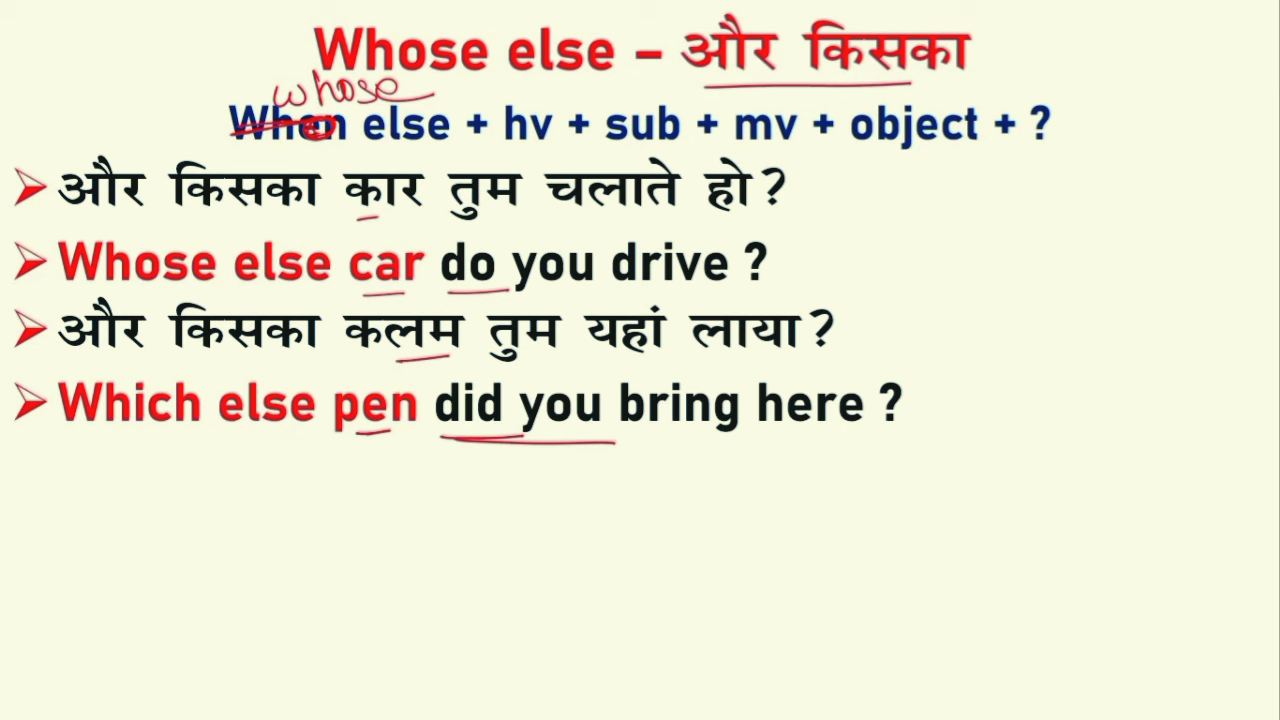 Whose else – और किसका
whose
When else + hv + sub + mv + object + ?
और किसका कार तुम चलाते हो?
Whose else car do you drive ?
और किसका कलम तुम यहां लाया?
Which else pen did you bring here ?